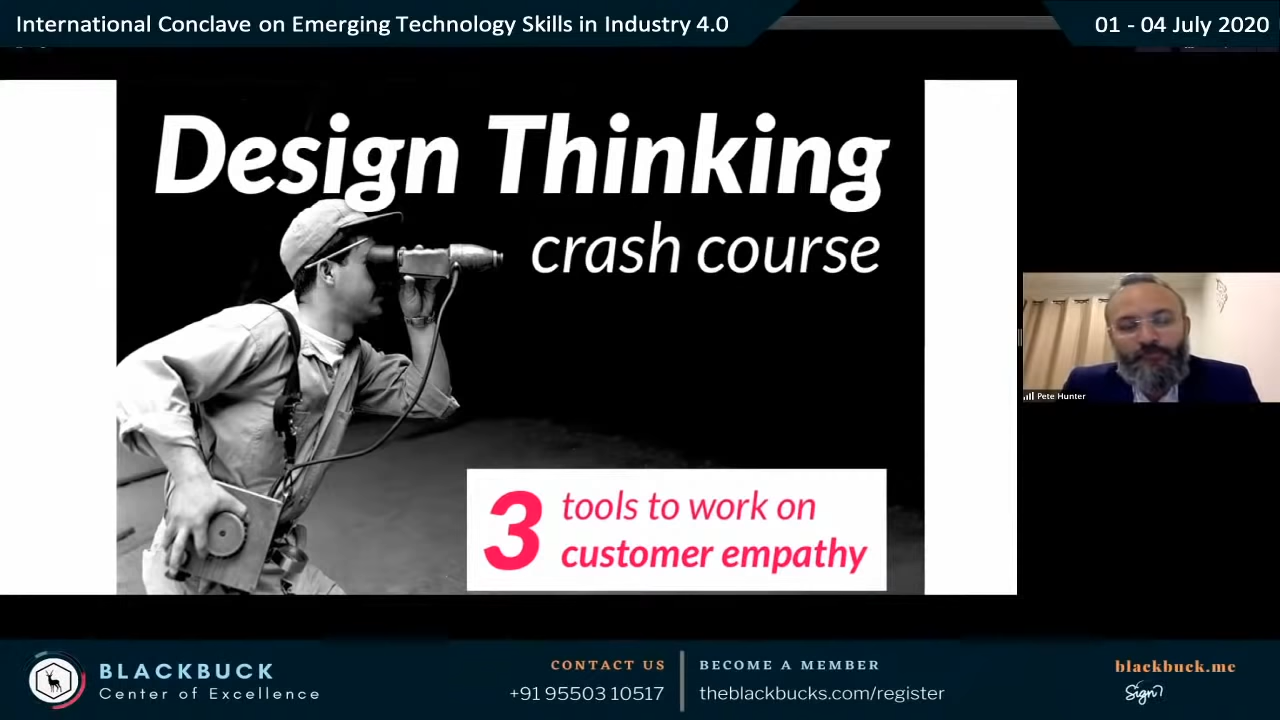 International Conclave on Emerging Technology Skills in Industry 4.0
01 - 04 July 2020
Design Thinking
crash course
3 tools to work on
customer empathy
Pete Hunter
BLACKBUCK
Center of Excellence
CONTACT US
+91 95503 10517
BECOME A MEMBER
theblackbucks.com/register
blackbuck.me
Sign